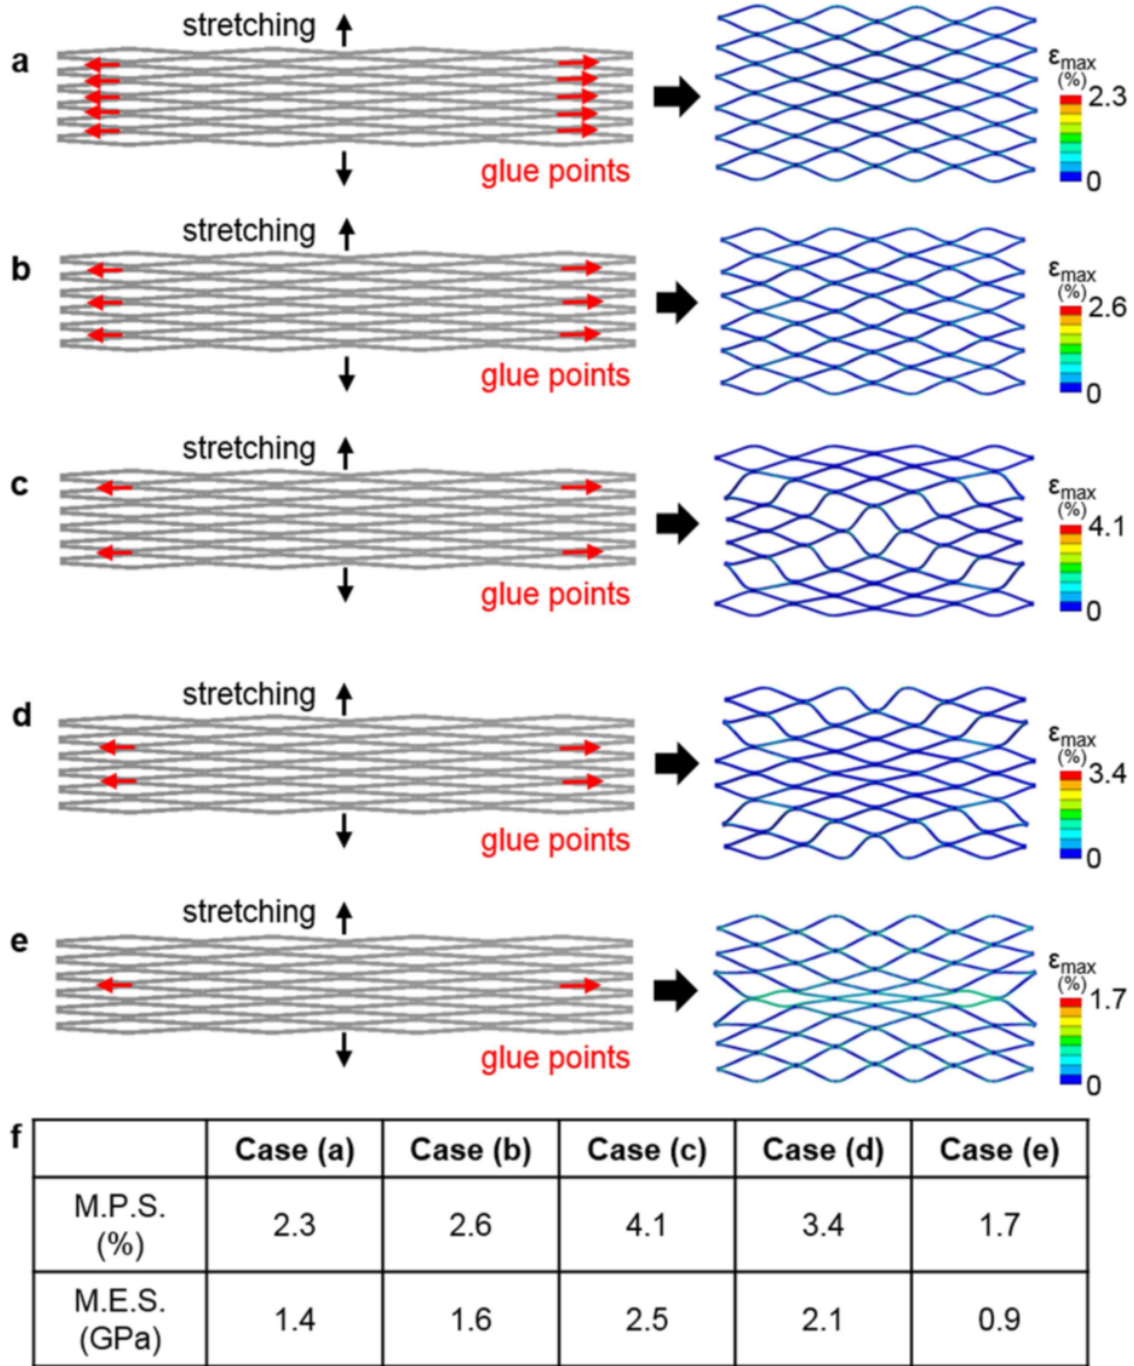 a
stretching
glue points
εmax
(%)
2.3
0
b
stretching
glue points
εmax
(%)
2.6
0
c
stretching
glue points
εmax
(%)
4.1
0
d
stretching
glue points
εmax
(%)
3.4
0
e
stretching
glue points
εmax
(%)
1.7
0
f
Case (a) Case (b) Case (c) Case (d) Case (e)
M.P.S.
(%) 2.3 2.6 4.1 3.4 1.7
M.E.S.
(GPa) 1.4 1.6 2.5 2.1 0.9